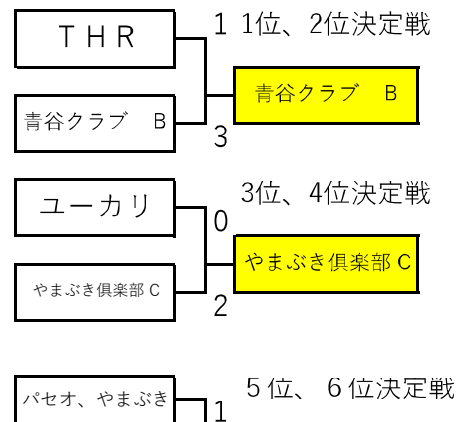 ＴＨＲ
1
1位、2位決定戦
青谷クラブ　Ｂ
青谷クラブ　Ｂ
3
ユーカリ
0
3位、4位決定戦
やまぶき俱楽部 C
やまぶき俱楽部 C
2
パセオ、やまぶき
1
５位、６位決定戦